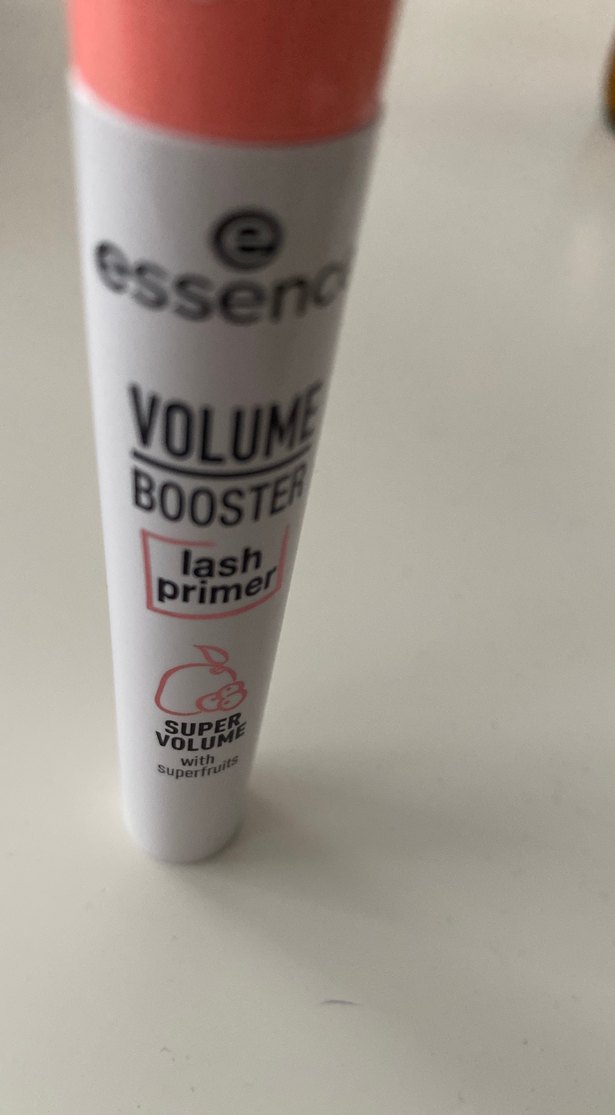 e
essence
VOLUME
BOOSTER
lash
primer
SUPER
VOLUME
with
superfruits